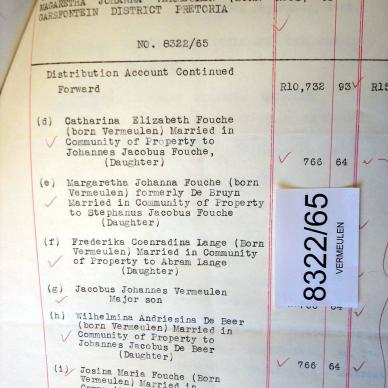 GARSFONTEIN DISTRICT PRETORIA
NO. 8322/65
Distribution Account Continued
Forward R10,732 93
(d) Catharina Elizabeth Fouche
(born Vermeulen) Married in
Community of Property to
Johannes Jacobus Fouche,
(Daughter) 766 64
(e) Margaretha Johanna Fouche (born
Vermeulen) formerly De Bruyn
Married in Community of Property
to Stephanus Jacobus Fouche
(Daughter)
(f) Frederika Coenradina Lange (Born
Vermeulen) Married in Community
of Property to Abram Lange
(Daughter)
(g) Jacobus Johannes Vermeulen
Major son
(h) Wilhelmina Andriesina De Beer
(born Vermeulen) Married in
Community of Property to
Johannes Jacobus De Beer
(Daughter) 766 64
(i) Josina Maria Fouche (Born
Vermeulen) Married in
8322/65
VERMEULEN